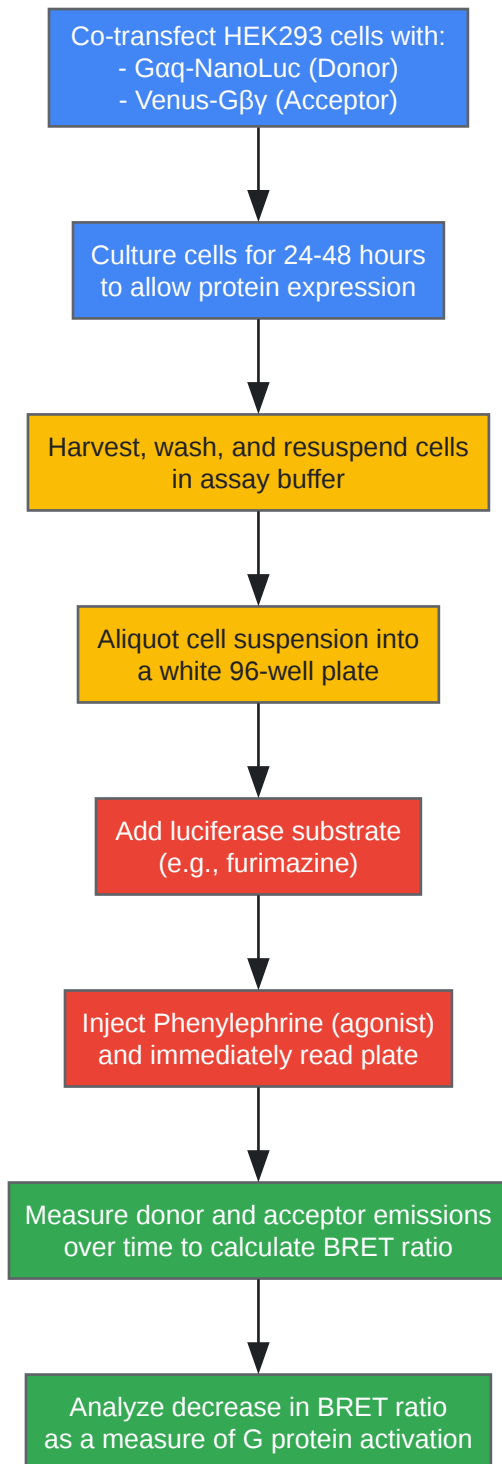 Co-transfect HEK293 cells with:
- Gαq-NanoLuc (Donor)
- Venus-Gβγ (Acceptor)
Culture cells for 24-48 hours
to allow protein expression
Harvest, wash, and resuspend cells
in assay buffer
Aliquot cell suspension into
a white 96-well plate
Add luciferase substrate
(e.g., furimazine)
Inject Phenylephrine (agonist)
and immediately read plate
Measure donor and acceptor emissions
over time to calculate BRET ratio
Analyze decrease in BRET ratio
as a measure of G protein activation